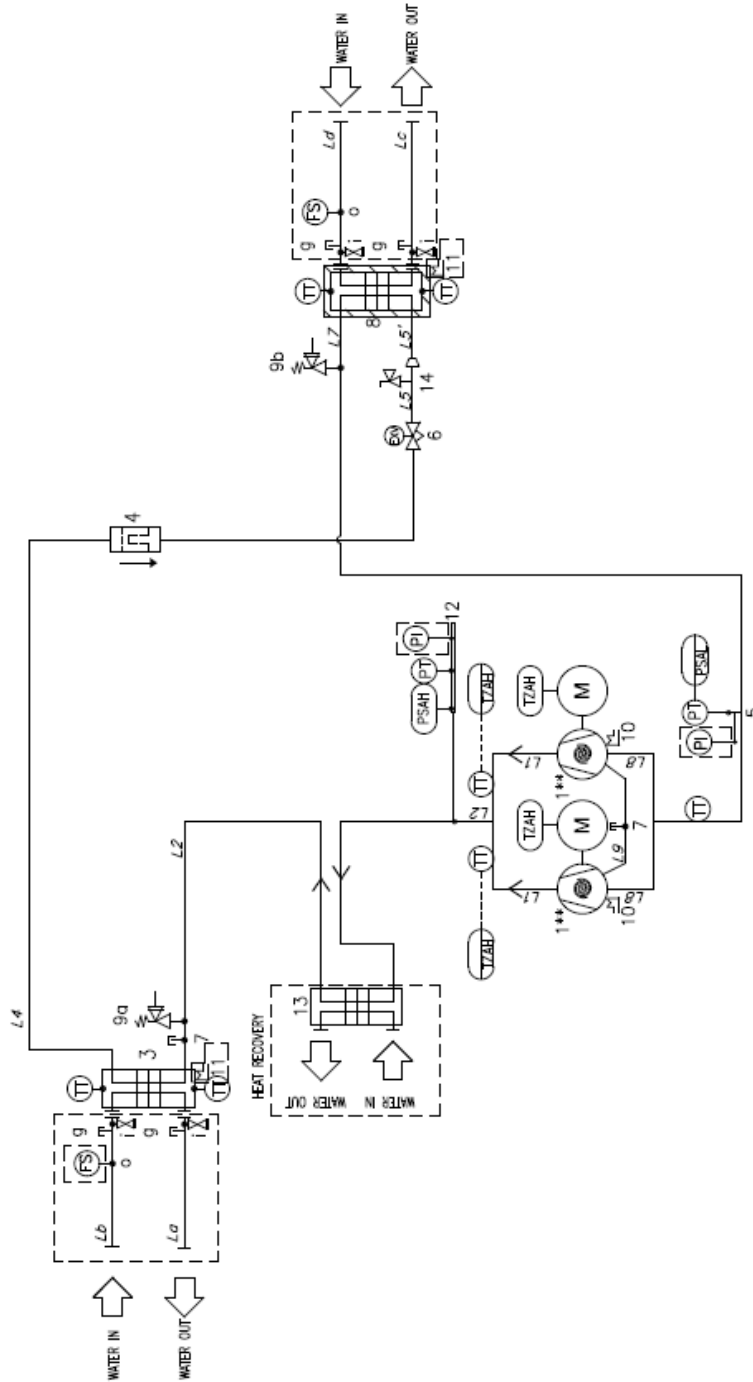 WATER IN
WATER OUT
Ld
Lc
FS
o
g
i
g
i
11
TT
TT
8
L7
L5'
9b
14
L5
EXV
6
4
L4
12
PI
PT
PSAH
TZAH
TZAH
M
TZAH
TT
L1
1**
10
L8
L2
TZAH
M
7
L9
TT
TZAH
L1
1**
10
L8
TT
PSAL
PT
PI
L2
9a
7
3
11
TT
TT
HEAT RECOVERY
13
WATER OUT
WATER IN
g
i
g
i
FS
o
Lb
La
WATER IN
WATER OUT